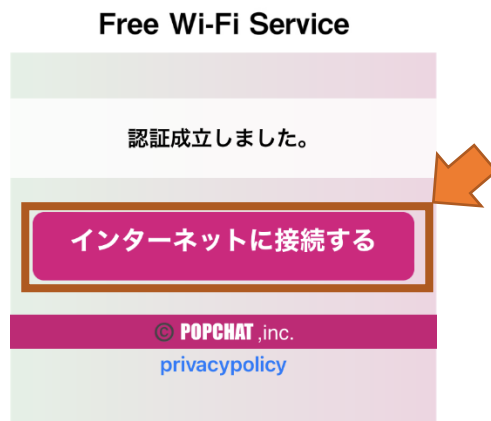 Free Wi-Fi Service
認証成立しました。
インターネットに接続する
© POPCHAT ,inc.
privacypolicy